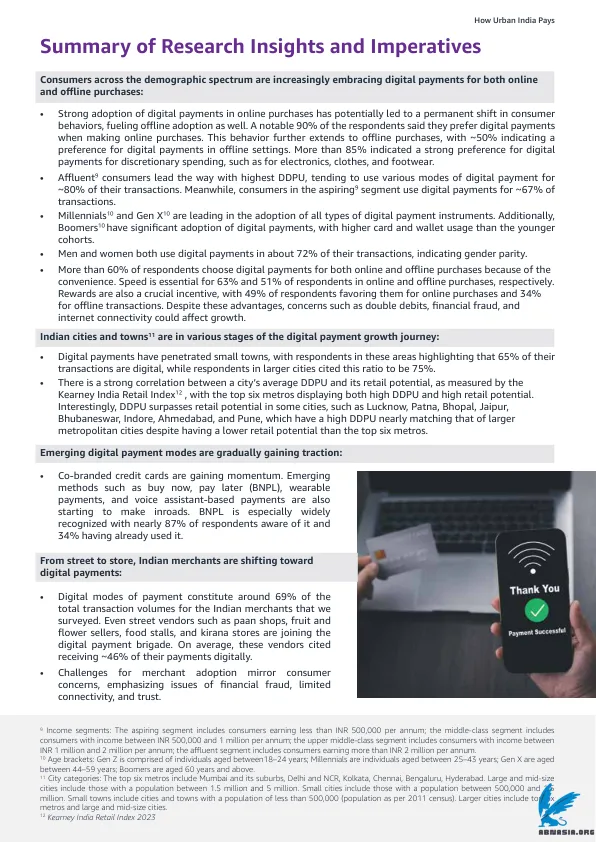 How Urban India Pays
Summary of Research Insights and Imperatives
Consumers across the demographic spectrum are increasingly embracing digital payments for both online
and offline purchases:
• Strong adoption of digital payments in online purchases has potentially led to a permanent shift in consumer
behaviors, fueling offline adoption as well. A notable 90% of the respondents said they prefer digital payments
when making online purchases. This behavior further extends to offline purchases, with ~50% indicating a
preference for digital payments in offline settings. More than 85% indicated a strong preference for digital
payments for discretionary spending, such as for electronics, clothes, and footwear.
• Affluent⁹ consumers lead the way with highest DDPU, tending to use various modes of digital payment for
~80% of their transactions. Meanwhile, consumers in the aspiring⁹ segment use digital payments for ~67% of
transactions.
• Millennials¹⁰ and Gen X¹⁰ are leading in the adoption of all types of digital payment instruments. Additionally,
Boomers¹⁰ have significant adoption of digital payments, with higher card and wallet usage than the younger
cohorts.
• Men and women both use digital payments in about 72% of their transactions, indicating gender parity.
• More than 60% of respondents choose digital payments for both online and offline purchases because of the
convenience. Speed is essential for 63% and 51% of respondents in online and offline purchases, respectively.
Rewards are also a crucial incentive, with 49% of respondents favoring them for online purchases and 34%
for offline transactions. Despite these advantages, concerns such as double debits, financial fraud, and
internet connectivity could affect growth.
Indian cities and towns¹¹ are in various stages of the digital payment growth journey:
• Digital payments have penetrated small towns, with respondents in these areas highlighting that 65% of their
transactions are digital, while respondents in larger cities cited this ratio to be 75%.
• There is a strong correlation between a city's average DDPU and its retail potential, as measured by the
Kearney India Retail Index¹² , with the top six metros displaying both high DDPU and high retail potential.
Interestingly, DDPU surpasses retail potential in some cities, such as Lucknow, Patna, Bhopal, Jaipur,
Bhubaneswar, Indore, Ahmedabad, and Pune, which have a high DDPU nearly matching that of larger
metropolitan cities despite having a lower retail potential than the top six metros.
Emerging digital payment modes are gradually gaining traction:
• Co-branded credit cards are gaining momentum. Emerging
methods such as buy now, pay later (BNPL), wearable
payments, and voice assistant-based payments are also
starting to make inroads. BNPL is especially widely
recognized with nearly 87% of respondents aware of it and
34% having already used it.
From street to store, Indian merchants are shifting toward
digital payments:
• Digital modes of payment constitute around 69% of the
total transaction volumes for the Indian merchants that we
surveyed. Even street vendors such as paan shops, fruit and
flower sellers, food stalls, and kirana stores are joining the
digital payment brigade. On average, these vendors cited
receiving ~46% of their payments digitally.
• Challenges for merchant adoption mirror consumer
concerns, emphasizing issues of financial fraud, limited
connectivity, and trust.
Thank You
Payment Successful
⁹ Income segments: The aspiring segment includes consumers earning less than INR 500,000 per annum; the middle-class segment includes
consumers with income between INR 500,000 and 1 million per annum; the upper middle-class segment includes consumers with income between
INR 1 million and 2 million per annum; the affluent segment includes consumers earning more than INR 2 million per annum.
¹⁰ Age brackets: Gen Z is comprised of individuals aged between18–24 years; Millennials are individuals aged between 25–43 years; Gen X are aged
between 44–59 years; Boomers are aged 60 years and above.
¹¹ City categories: The top six metros include Mumbai and its suburbs, Delhi and NCR, Kolkata, Chennai, Bengaluru, Hyderabad. Large and mid-size
cities include those with a population between 1.5 million and 5 million. Small cities include those with a population between 500,000 and
million. Small towns include cities and towns with a population of less than 500,000 (population as per 2011 census). Larger cities include
metros and large and mid-size cities.
¹² Kearney India Retail Index 2023
ABNASIA.ORG